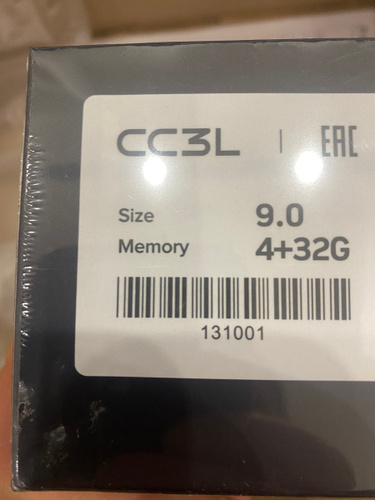 CC3L | EAC
Size 9.0
Memory 4+32G
131001